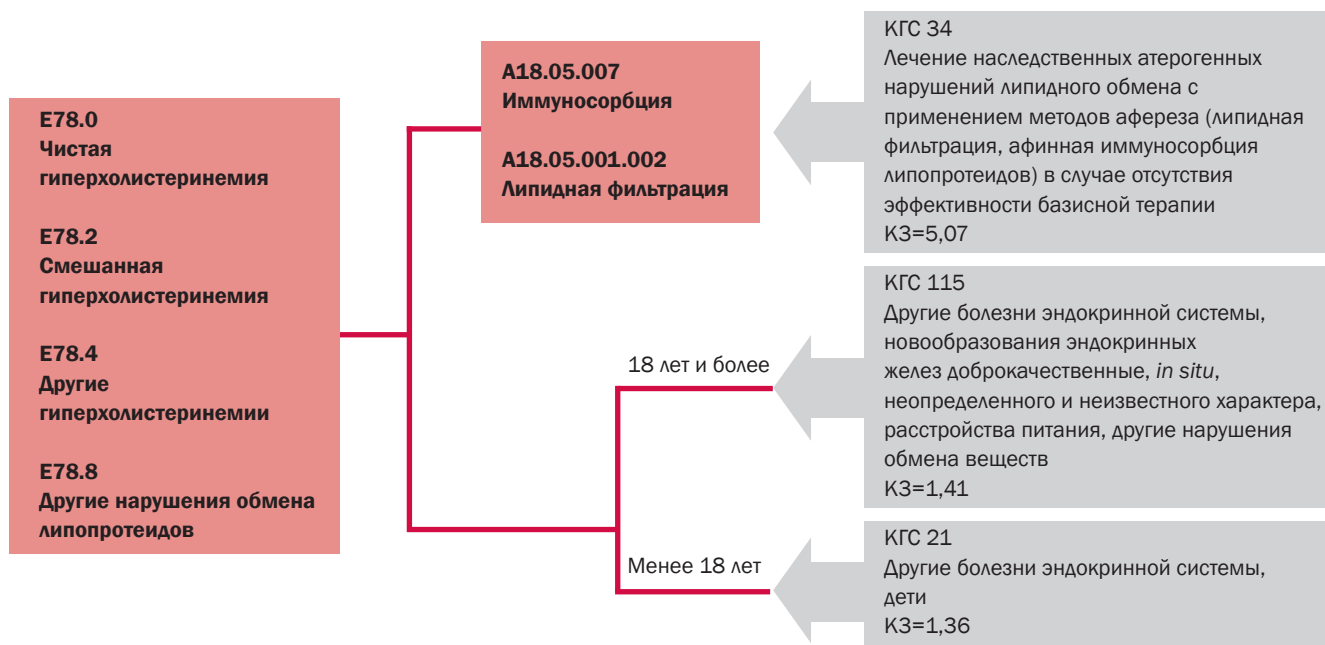 E78.0
Чистая
гиперхолистеринемия
E78.2
Смешанная
гиперхолистеринемия
E78.4
Другие
гиперхолистеринемии
E78.8
Другие нарушения обмена
липопротеидов
A18.05.007
Иммуносорбция
A18.05.001.002
Липидная фильтрация
18 лет и более
Менее 18 лет
КГС 34
Лечение наследственных атерогенных
нарушений липидного обмена с
применением методов афереза (липидная
фильтрация, афинная иммуносорбция
липопротеидов) в случае отсутствия
эффективности базисной терапии
КЗ=5,07
КГС 115
Другие болезни эндокринной системы,
новообразования эндокринных
желез доброкачественные, in situ,
неопределенного и неизвестного характера,
расстройства питания, другие нарушения
обмена веществ
КЗ=1,41
КГС 21
Другие болезни эндокринной системы,
дети
КЗ=1,36